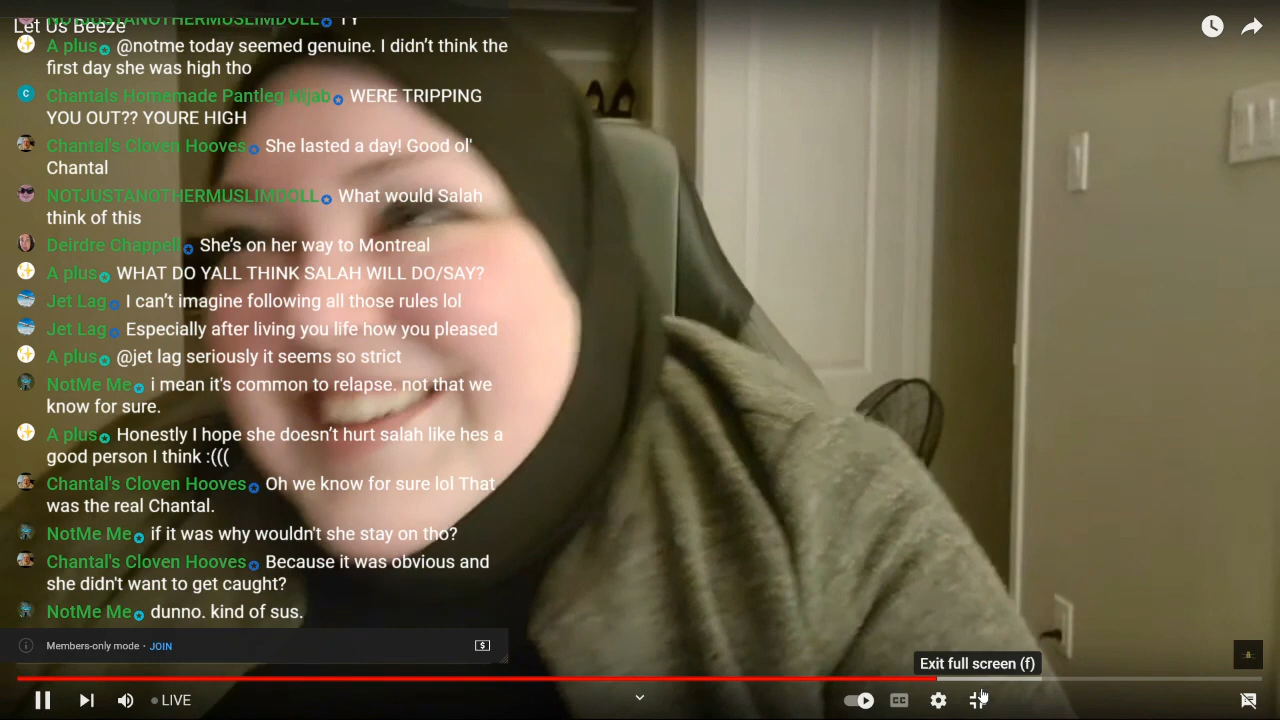 NOTJUSTANOTHERMUSLIMDOLL TY
Let Us Beeze
A plus @notme today seemed genuine. I didn’t think the
first day she was high tho
C Chantals Homemade Pantleg Hijab WERE TRIPPING
YOU OUT?? YOURE HIGH
Chantal's Cloven Hooves She lasted a day! Good ol'
Chantal
NOTJUSTANOTHERMUSLIMDOLL What would Salah
think of this
Deirdre Chappell She’s on her way to Montreal
A plus WHAT DO YALL THINK SALAH WILL DO/SAY?
Jet Lag I can’t imagine following all those rules lol
Jet Lag Especially after living you life how you pleased
A plus @jet lag seriously it seems so strict
NotMe Me i mean it's common to relapse. not that we
know for sure.
A plus Honestly I hope she doesn’t hurt salah like hes a
good person I think :(((
Chantal's Cloven Hooves Oh we know for sure lol That
was the real Chantal.
NotMe Me if it was why wouldn't she stay on tho?
Chantal's Cloven Hooves Because it was obvious and
she didn't want to get caught?
NotMe Me dunno. kind of sus.
Members-only mode · JOIN
Exit full screen (f)
LIVE
CC